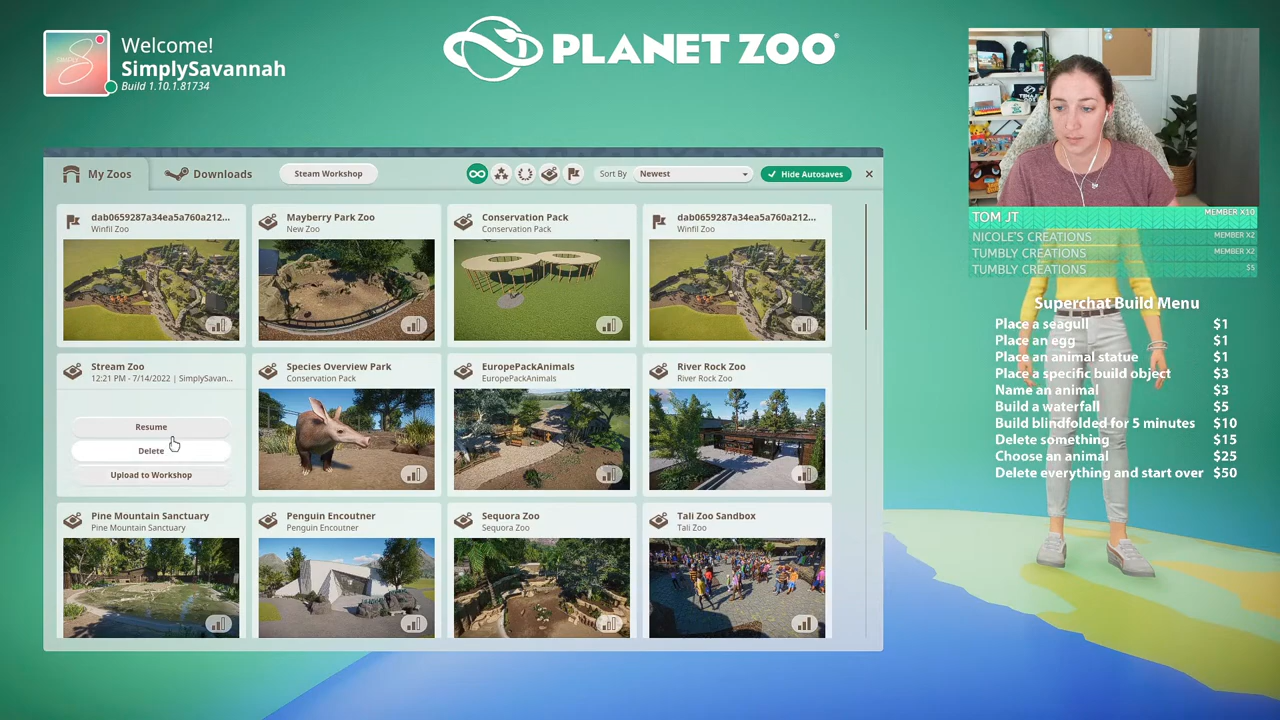 Welcome!
SimplySavannah
Build 1.10.1.81734
PLANET ZOO
My Zoos
Downloads
Steam Workshop
Sort By
Newest
Hide Autosaves
dab0659287a34ea5a760a212...
Winfil Zoo
Mayberry Park Zoo
New Zoo
Conservation Pack
Conservation Pack
dab0659287a34ea5a760a212...
Winfil Zoo
Stream Zoo
12:21 PM - 7/14/2022 | SimplySavan...
Resume
Delete
Upload to Workshop
Species Overview Park
Conservation Pack
EuropePackAnimals
EuropePackAnimals
River Rock Zoo
River Rock Zoo
Pine Mountain Sanctuary
Pine Mountain Sanctuary
Penguin Encoutner
Penguin Encoutner
Sequora Zoo
Sequora Zoo
Tali Zoo Sandbox
Tali Zoo
TOM JT MEMBER X10
NICOLE'S CREATIONS MEMBER X2
TUMBLY CREATIONS MEMBER X2
TUMBLY CREATIONS $5
Superchat Build Menu
Place a seagull $1
Place an egg $1
Place an animal statue $1
Place a specific build object $3
Name an animal $3
Build a waterfall $5
Build blindfolded for 5 minutes $10
Delete something $15
Choose an animal $25
Delete everything and start over $50